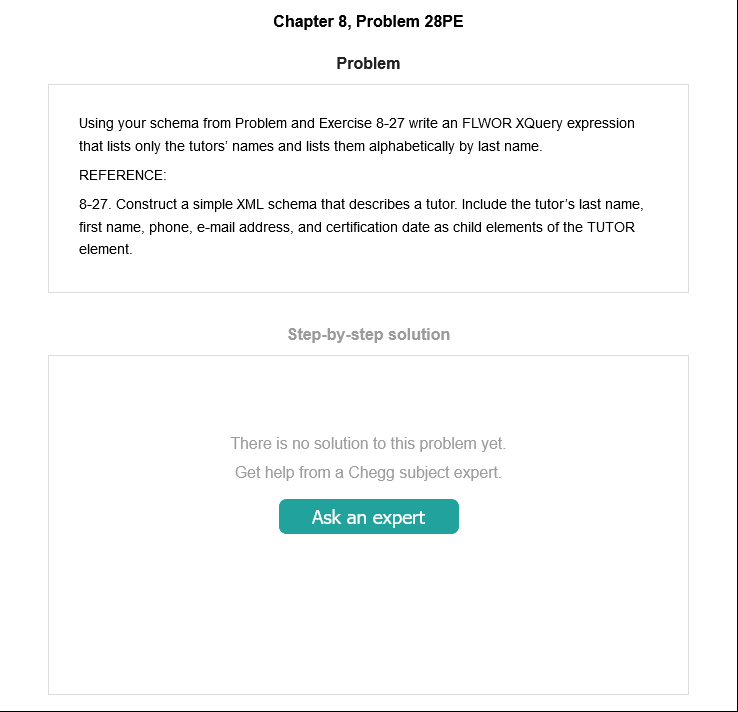 Chapter 8, Problem 28PE
Problem
Using your schema from Problem and Exercise 8-27 write an FLWOR XQuery expression
that lists only the tutors’ names and lists them alphabetically by last name.
REFERENCE:
8-27. Construct a simple XML schema that describes a tutor. Include the tutor’s last name,
first name, phone, e-mail address, and certification date as child elements of the TUTOR
element.
Step-by-step solution
There is no solution to this problem yet.
Get help from a Chegg subject expert.
Ask an expert